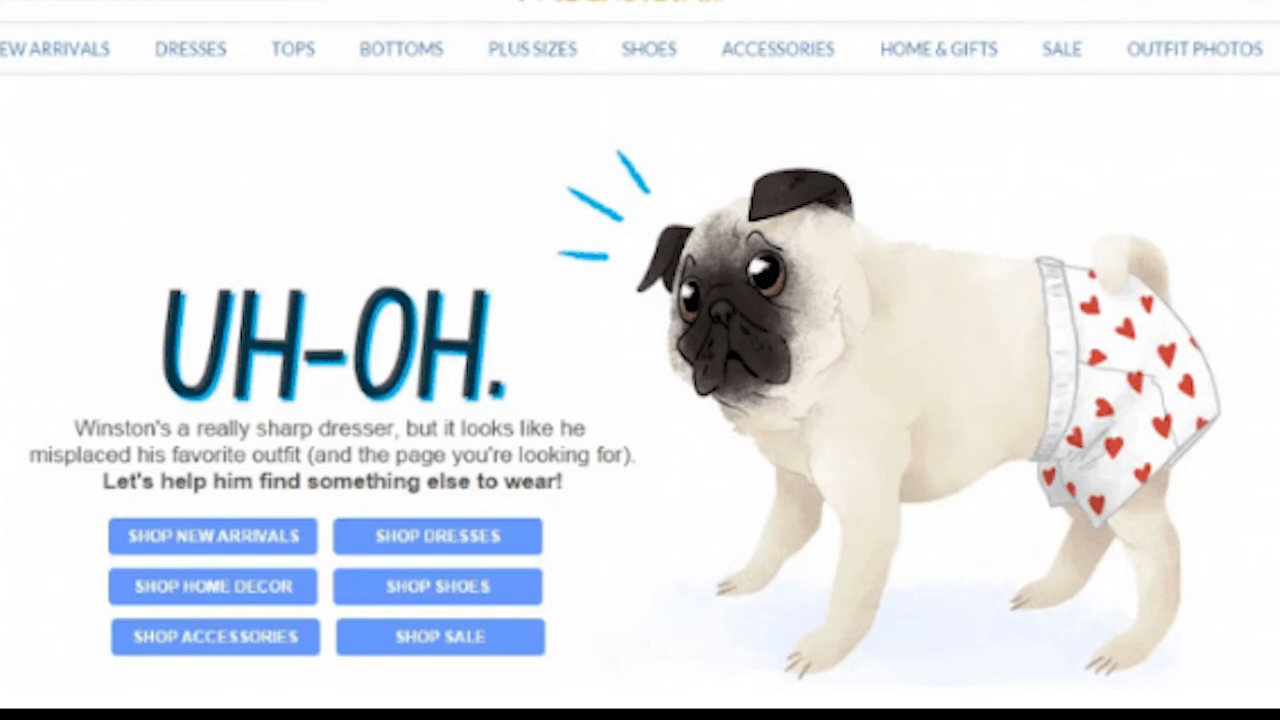 EW ARRIVALS DRESSES TOPS BOTTOMS PLUS SIZES SHOES ACCESSORIES HOME & GIFTS SALE OUTFIT PHOTOS
UH-OH.
Winston's a really sharp dresser, but it looks like he
misplaced his favorite outfit (and the page you're looking for).
Let's help him find something else to wear!
SHOP NEW ARRIVALS SHOP DRESSES
SHOP HOME DECOR SHOP SHOES
SHOP ACCESSORIES SHOP SALE